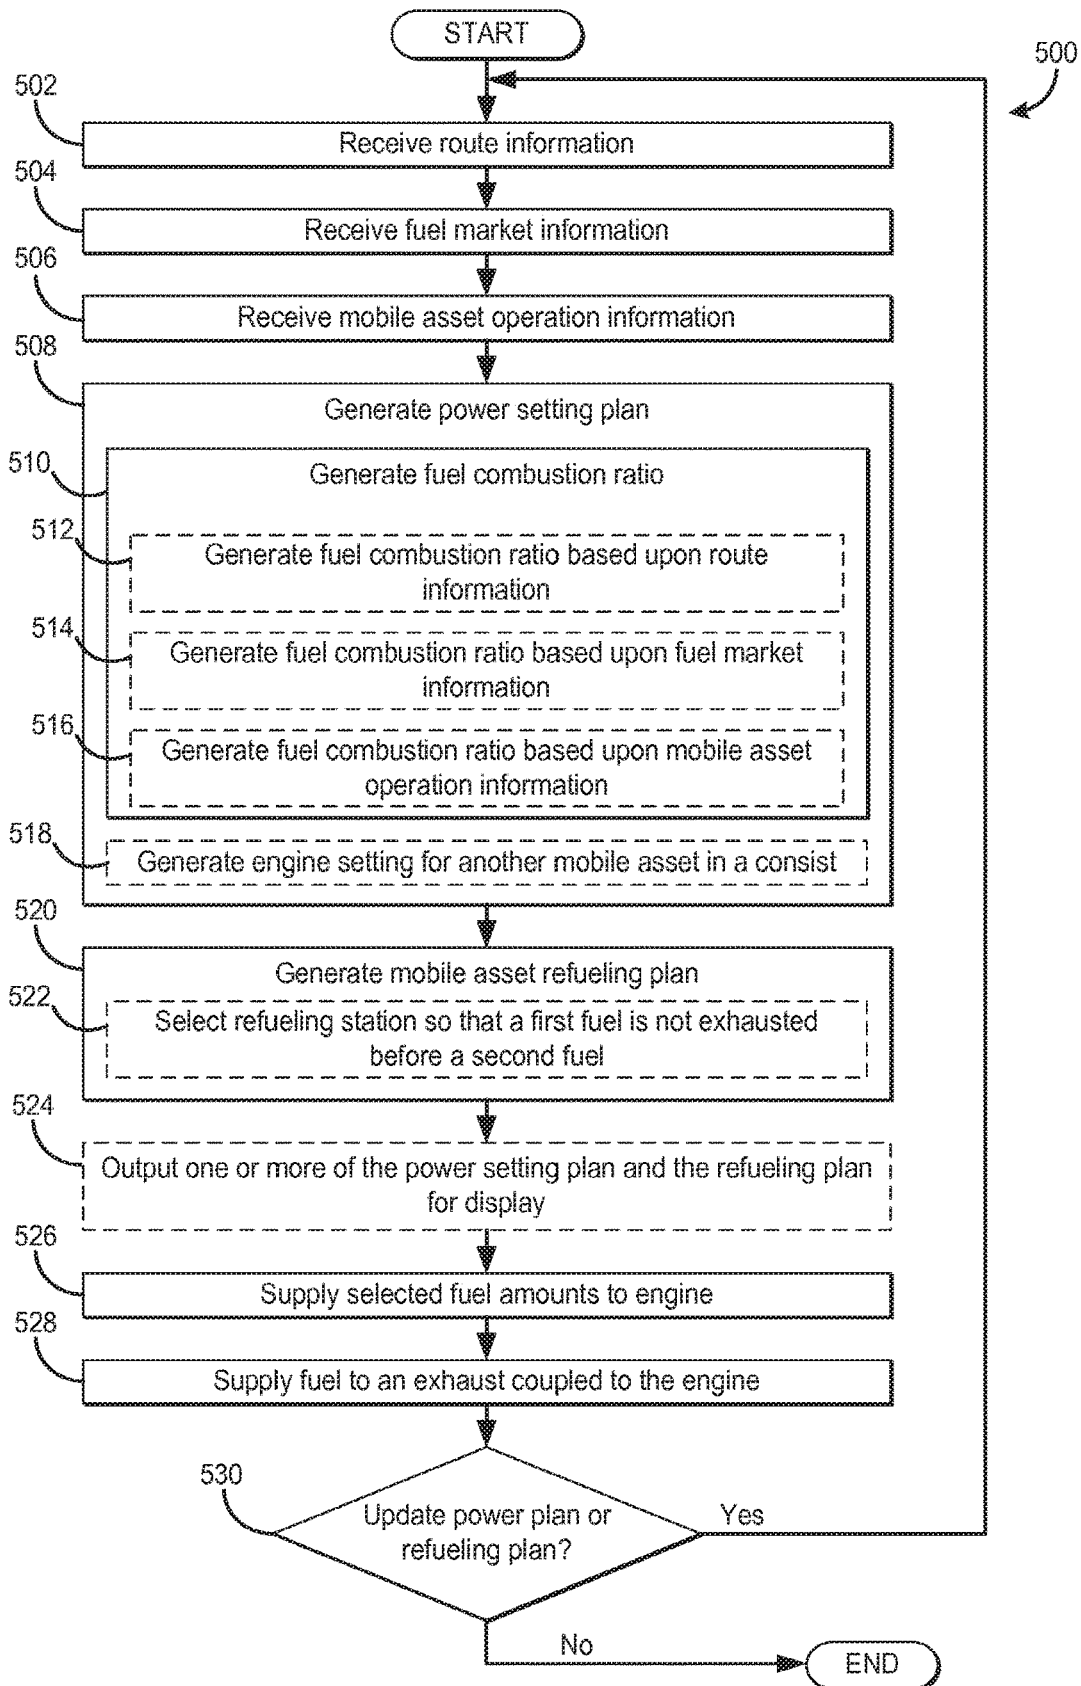 START
500
502
Receive route information
504
Receive fuel market information
506
Receive mobile asset operation information
508
Generate power setting plan
510
Generate fuel combustion ratio
512
Generate fuel combustion ratio based upon route
information
514
Generate fuel combustion ratio based upon fuel market
information
516
Generate fuel combustion ratio based upon mobile asset
operation information
518
Generate engine setting for another mobile asset in a consist
520
Generate mobile asset refueling plan
522
Select refueling station so that a first fuel is not exhausted
before a second fuel
524
Output one or more of the power setting plan and the refueling plan
for display
526
Supply selected fuel amounts to engine
528
Supply fuel to an exhaust coupled to the engine
530
Update power plan or
refueling plan?
Yes
No
END